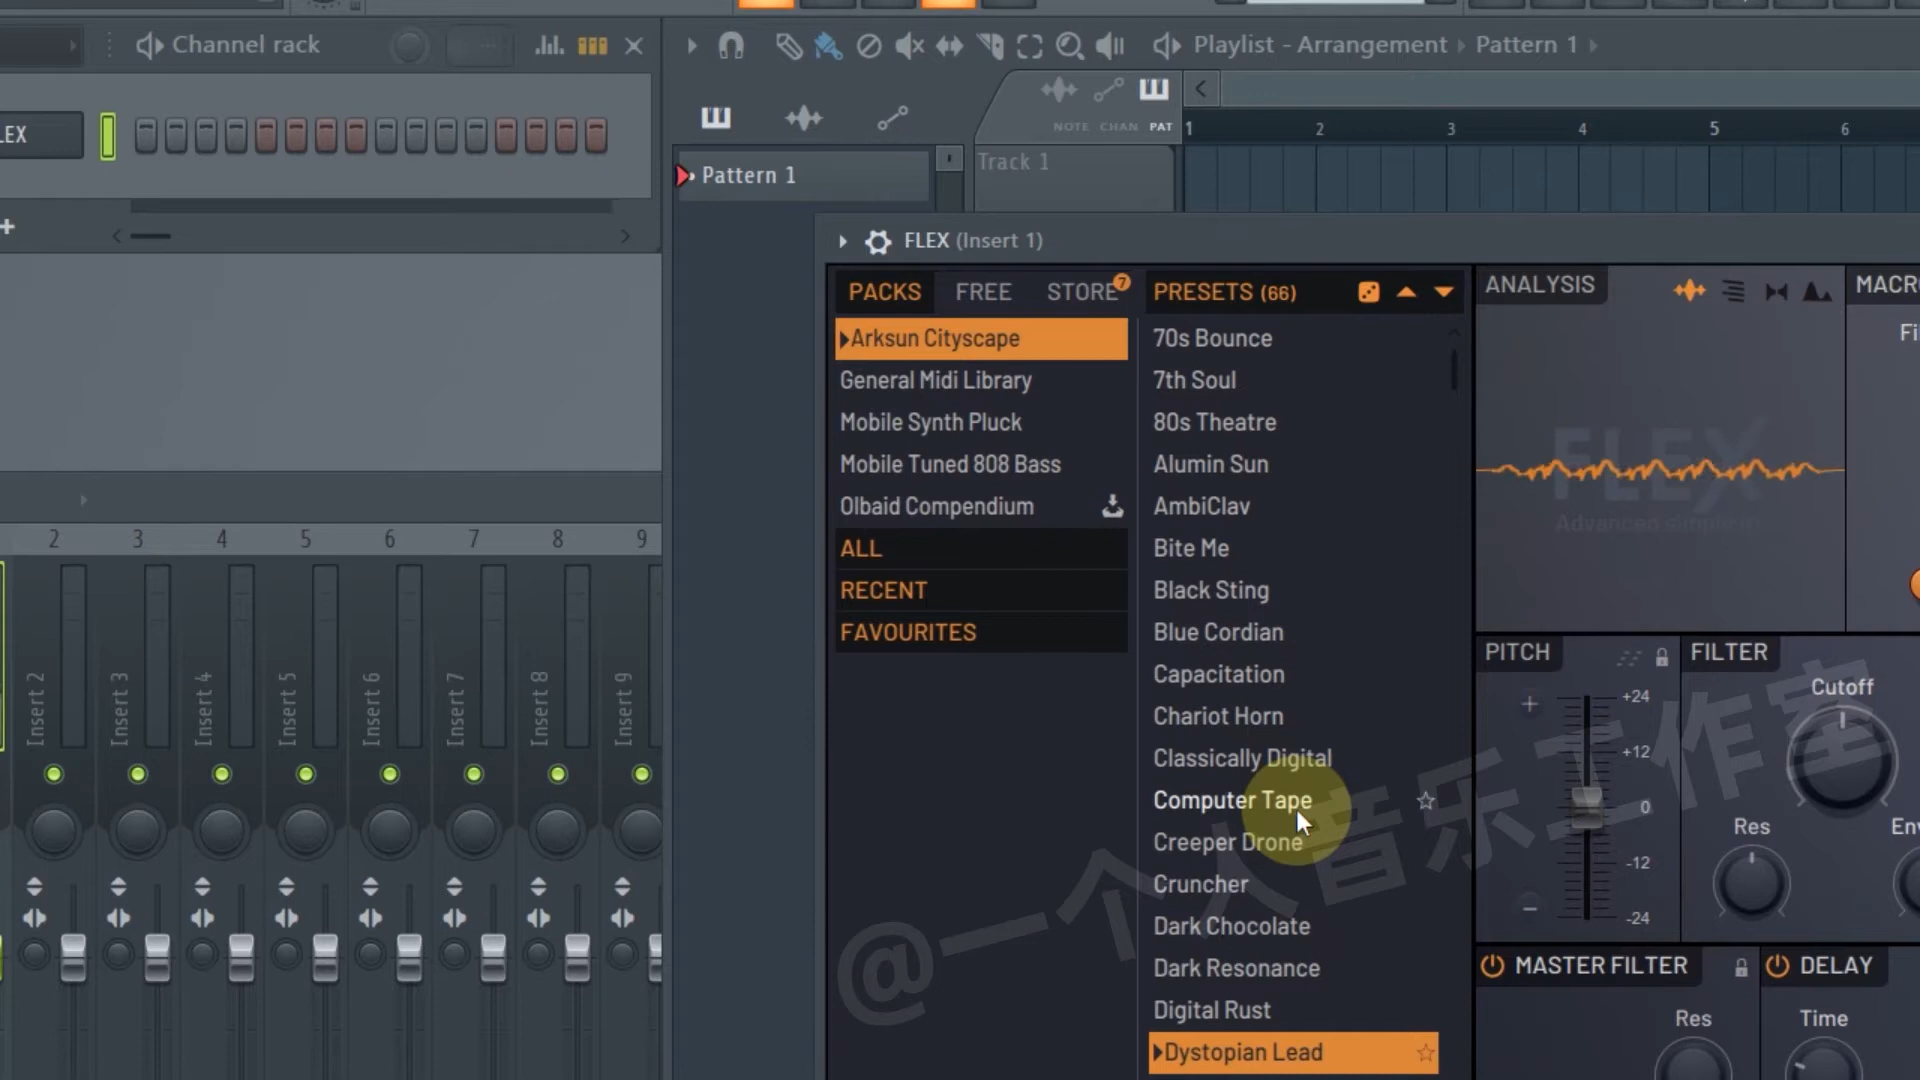 Channel rack
Playlist - Arrangement › Pattern 1 ›
LEX
NOTE CHAN PAT
1 2 3 4 5 6
Pattern 1
Track 1
FLEX (Insert 1)
PACKS FREE STORE 7
PRESETS (66)
ANALYSIS
MACRO
Arksun Cityscape
General Midi Library
Mobile Synth Pluck
Mobile Tuned 808 Bass
Olbaid Compendium
ALL
RECENT
FAVOURITES
70s Bounce
7th Soul
80s Theatre
Alumin Sun
AmbiClav
Bite Me
Black Sting
Blue Cordian
Capacitation
Chariot Horn
Classically Digital
Computer Tape
Creeper Drone
Cruncher
Dark Chocolate
Dark Resonance
Digital Rust
Dystopian Lead
FLEX
PITCH
+24
+12
0
-12
-24
FILTER
Cutoff
Res
MASTER FILTER
Res
DELAY
Time
2 3 4 5 6 7 8 9
Insert 2
Insert 3
Insert 4
Insert 5
Insert 6
Insert 7
Insert 8
Insert 9
@一个人音乐工作室